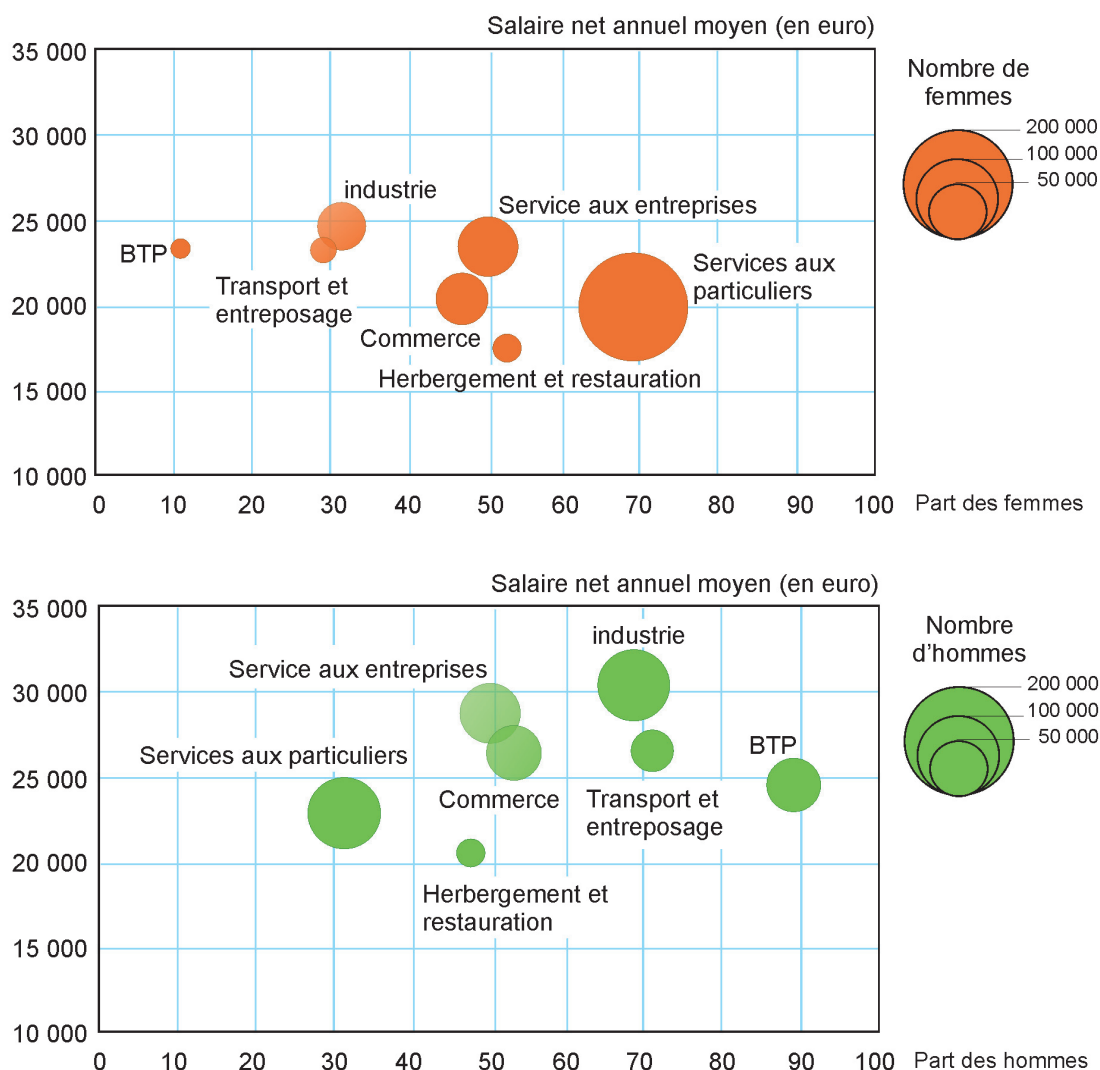 Salaire net annuel moyen (en euro)
35 000
30 000
25 000
20 000
15 000
10 000
industrie
Service aux entreprises
BTP
Services aux
particuliers
Transport et
entreposage
Commerce
Herbergement et restauration
0 10 20 30 40 50 60 70 80 90 100
Part des femmes
Nombre de
femmes
200 000
100 000
50 000
Salaire net annuel moyen (en euro)
35 000
30 000
25 000
20 000
15 000
10 000
industrie
Service aux entreprises
BTP
Services aux particuliers
Commerce
Transport et
entreposage
Herbergement et
restauration
0 10 20 30 40 50 60 70 80 90 100
Part des hommes
Nombre
d'hommes
200 000
100 000
50 000